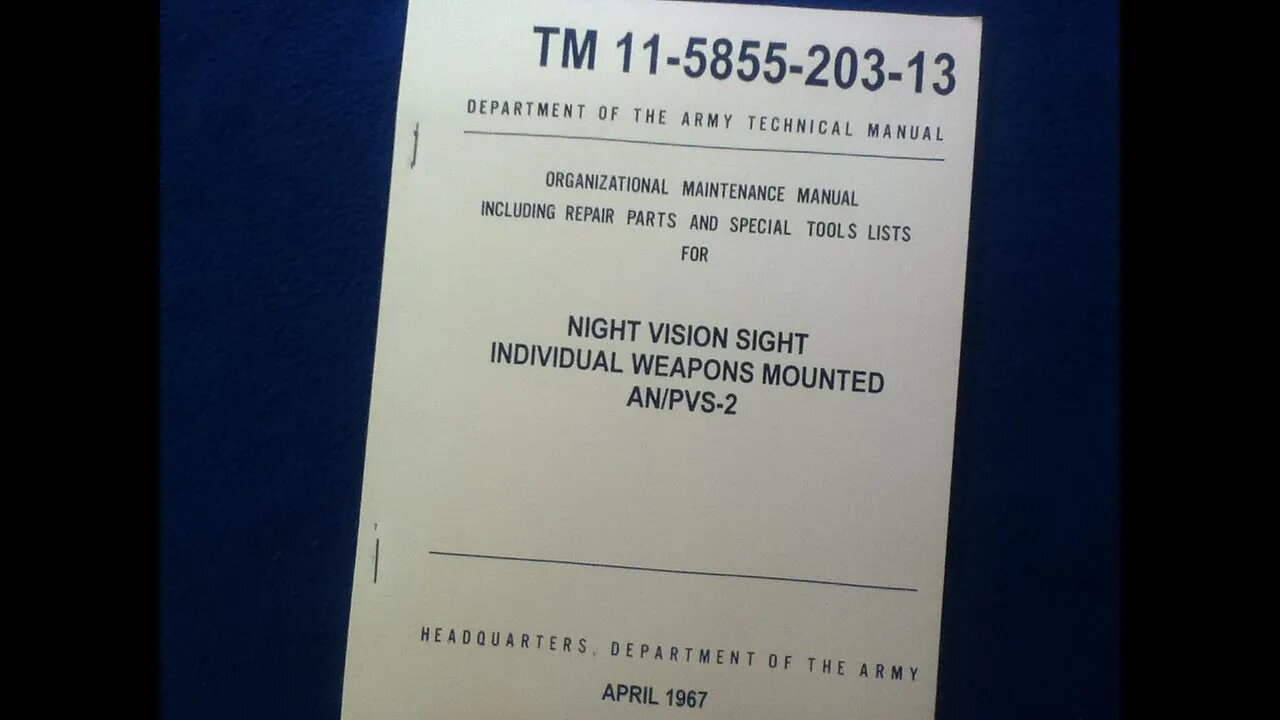 TM 11-5855-203-13
DEPARTMENT OF THE ARMY TECHNICAL MANUAL
ORGANIZATIONAL MAINTENANCE MANUAL
INCLUDING REPAIR PARTS AND SPECIAL TOOLS LISTS
FOR
NIGHT VISION SIGHT
INDIVIDUAL WEAPONS MOUNTED
AN/PVS-2
HEADQUARTERS, DEPARTMENT OF THE ARMY
APRIL 1967